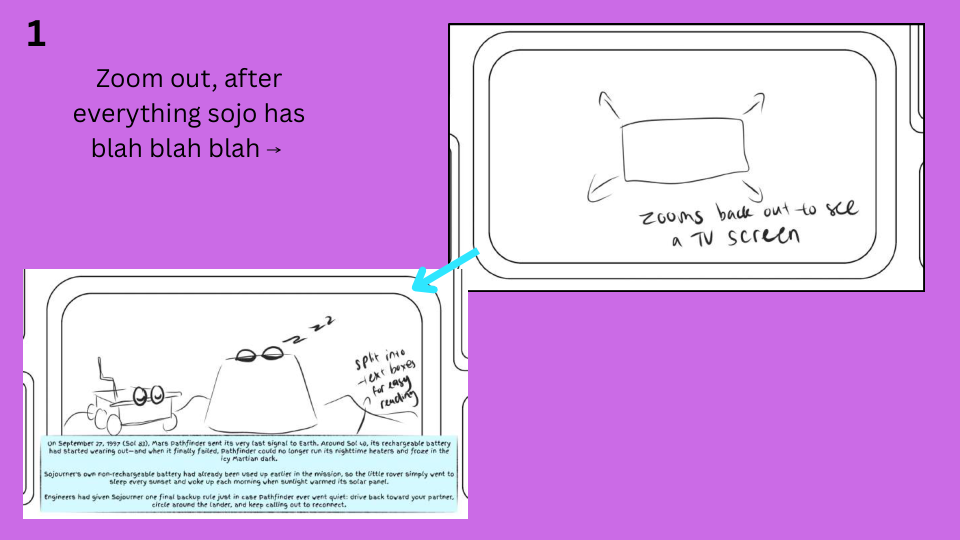 1
Zoom out, after
everything sojo has
blah blah blah →
zooms back out to see
a TV screen
z z z
split into
text boxes
for easy
reading
On September 27, 1997 (Sol 83), Mars Pathfinder sent its very last signal to Earth. Around Sol 40, its rechargeable battery
had started wearing out—and when it finally failed, Pathfinder could no longer run its nighttime heaters and froze in the
icy Martian dark.
Sojourner's own non-rechargeable battery had already been used up earlier in the mission, so the little rover simply went to
sleep every sunset and woke up each morning when sunlight warmed its solar panel.
Engineers had given Sojourner one final backup rule just in case Pathfinder ever went quiet: drive back toward your partner,
circle around the lander, and keep calling out to reconnect.